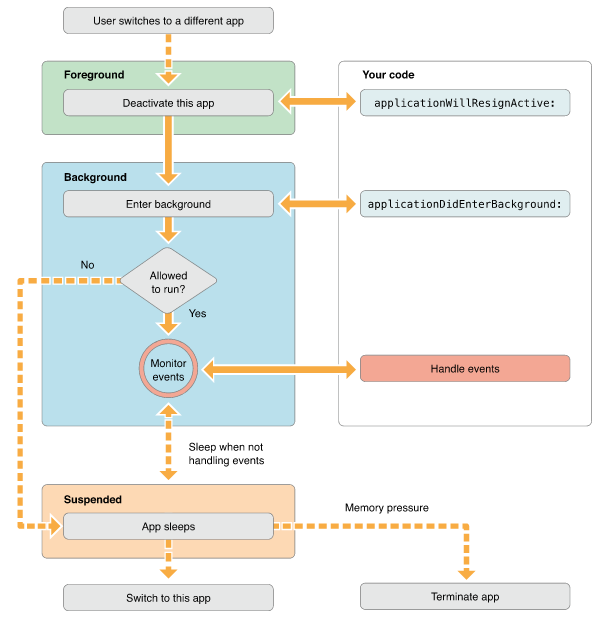 User switches to a different app
Foreground
Your code
Deactivate this app
applicationWillResignActive:
Background
Enter background
applicationDidEnterBackground:
No
Allowed
to run?
Yes
Monitor
events
Handle events
Sleep when not
handling events
Suspended
Memory pressure
App sleeps
Switch to this app
Terminate app